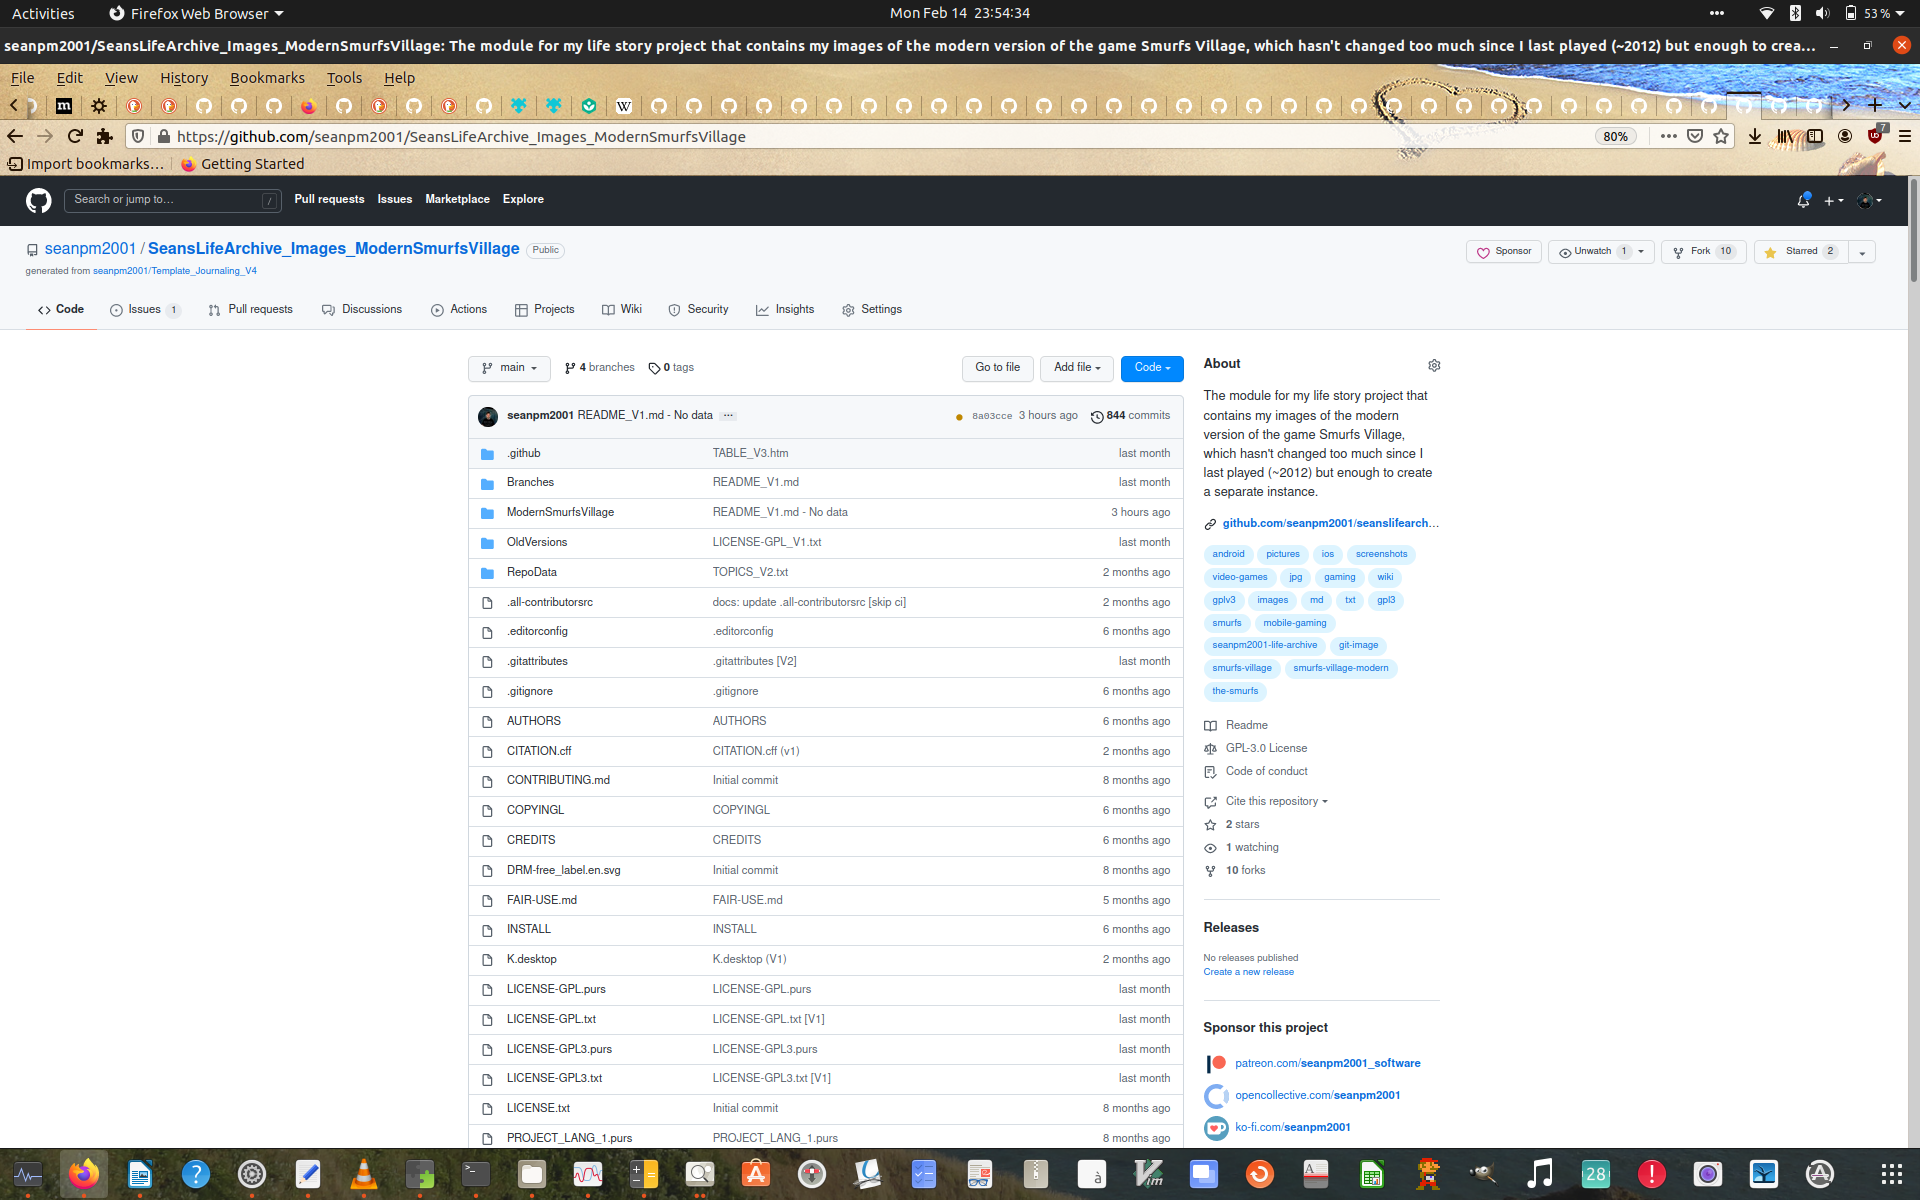 Activities Firefox Web Browser Mon Feb 14 23:54:34 53 %
seanpm2001/SeansLifeArchive_Images_ModernSmurfsVillage: The module for my life story project that contains my images of the modern version of the game Smurfs Village, which hasn't changed too much since I last played (~2012) but enough to crea...
File Edit View History Bookmarks Tools Help
https://github.com/seanpm2001/SeansLifeArchive_Images_ModernSmurfsVillage 80% 7
Import bookmarks... Getting Started
Search or jump to... / Pull requests Issues Marketplace Explore
seanpm2001 / SeansLifeArchive_Images_ModernSmurfsVillage Public Sponsor Unwatch 1 Fork 10 Starred 2
generated from seanpm2001/Template_Journaling_V4
Code Issues 1 Pull requests Discussions Actions Projects Wiki Security Insights Settings
main 4 branches 0 tags Go to file Add file Code
seanpm2001 README_V1.md - No data ... 8a03cce 3 hours ago 844 commits
.github TABLE_V3.htm last month
Branches README_V1.md last month
ModernSmurfsVillage README_V1.md - No data 3 hours ago
OldVersions LICENSE-GPL_V1.txt last month
RepoData TOPICS_V2.txt 2 months ago
.all-contributorsrc docs: update .all-contributorsrc [skip ci] 2 months ago
.editorconfig .editorconfig 6 months ago
.gitattributes .gitattributes [V2] last month
.gitignore .gitignore 6 months ago
AUTHORS AUTHORS 6 months ago
CITATION.cff CITATION.cff (v1) 2 months ago
CONTRIBUTING.md Initial commit 8 months ago
COPYINGL COPYINGL 6 months ago
CREDITS CREDITS 6 months ago
DRM-free_label.en.svg Initial commit 8 months ago
FAIR-USE.md FAIR-USE.md 5 months ago
INSTALL INSTALL 6 months ago
K.desktop K.desktop (V1) 2 months ago
LICENSE-GPL.purs LICENSE-GPL.purs last month
LICENSE-GPL.txt LICENSE-GPL.txt [V1] last month
LICENSE-GPL3.purs LICENSE-GPL3.purs last month
LICENSE-GPL3.txt LICENSE-GPL3.txt [V1] last month
LICENSE.txt Initial commit 8 months ago
PROJECT_LANG_1.purs PROJECT_LANG_1.purs 8 months ago
About
The module for my life story project that
contains my images of the modern
version of the game Smurfs Village,
which hasn't changed too much since I
last played (~2012) but enough to create
a separate instance.
github.com/seanpm2001/seanslifearch...
android pictures ios screenshots
video-games jpg gaming wiki
gplv3 images md txt gpl3
smurfs mobile-gaming
seanpm2001-life-archive git-image
smurfs-village smurfs-village-modern
the-smurfs
Readme
GPL-3.0 License
Code of conduct
Cite this repository
2 stars
1 watching
10 forks
Releases
No releases published
Create a new release
Sponsor this project
patreon.com/seanpm2001_software
opencollective.com/seanpm2001
ko-fi.com/seanpm2001
28